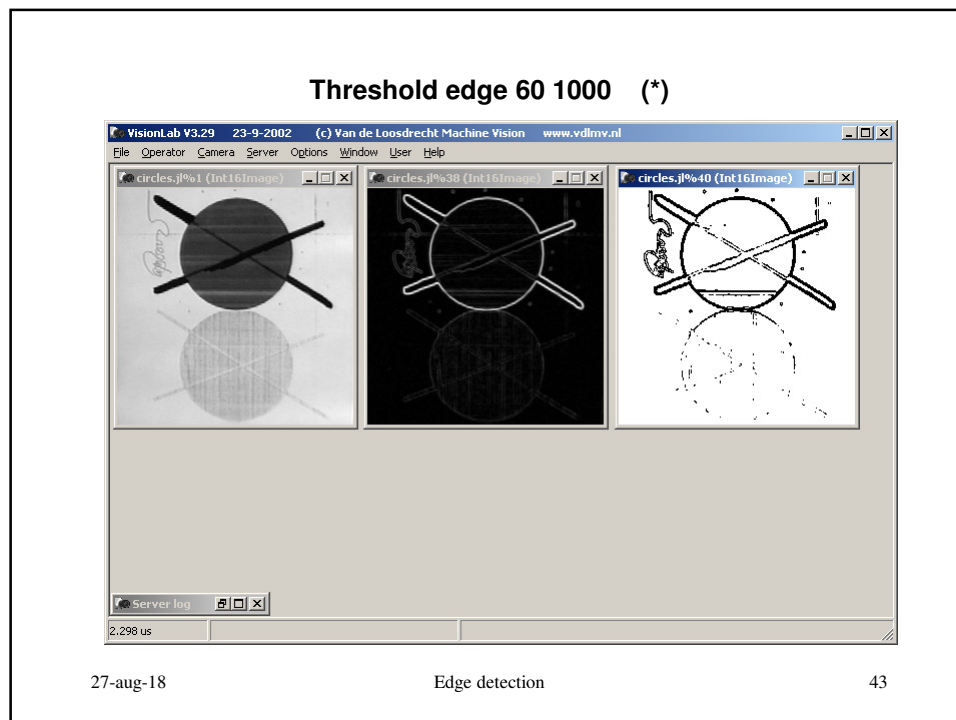 Threshold edge 60 1000 (*)
VisionLab V3.29 23-9-2002 (c) Van de Loosdrecht Machine Vision www.vdlmv.nl
File Operator Camera Server Options Window User Help
circles.jl%1 (Int16Image)
circles.jl%38 (Int16Image)
circles.jl%40 (Int16Image)
Server log
2.298 us
27-aug-18 Edge detection 43